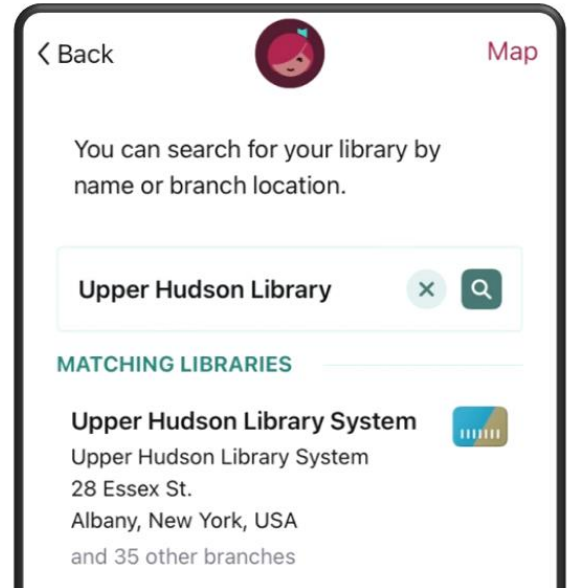 Back
Map
You can search for your library by
name or branch location.
Upper Hudson Library
MATCHING LIBRARIES
Upper Hudson Library System
Upper Hudson Library System
28 Essex St.
Albany, New York, USA
and 35 other branches